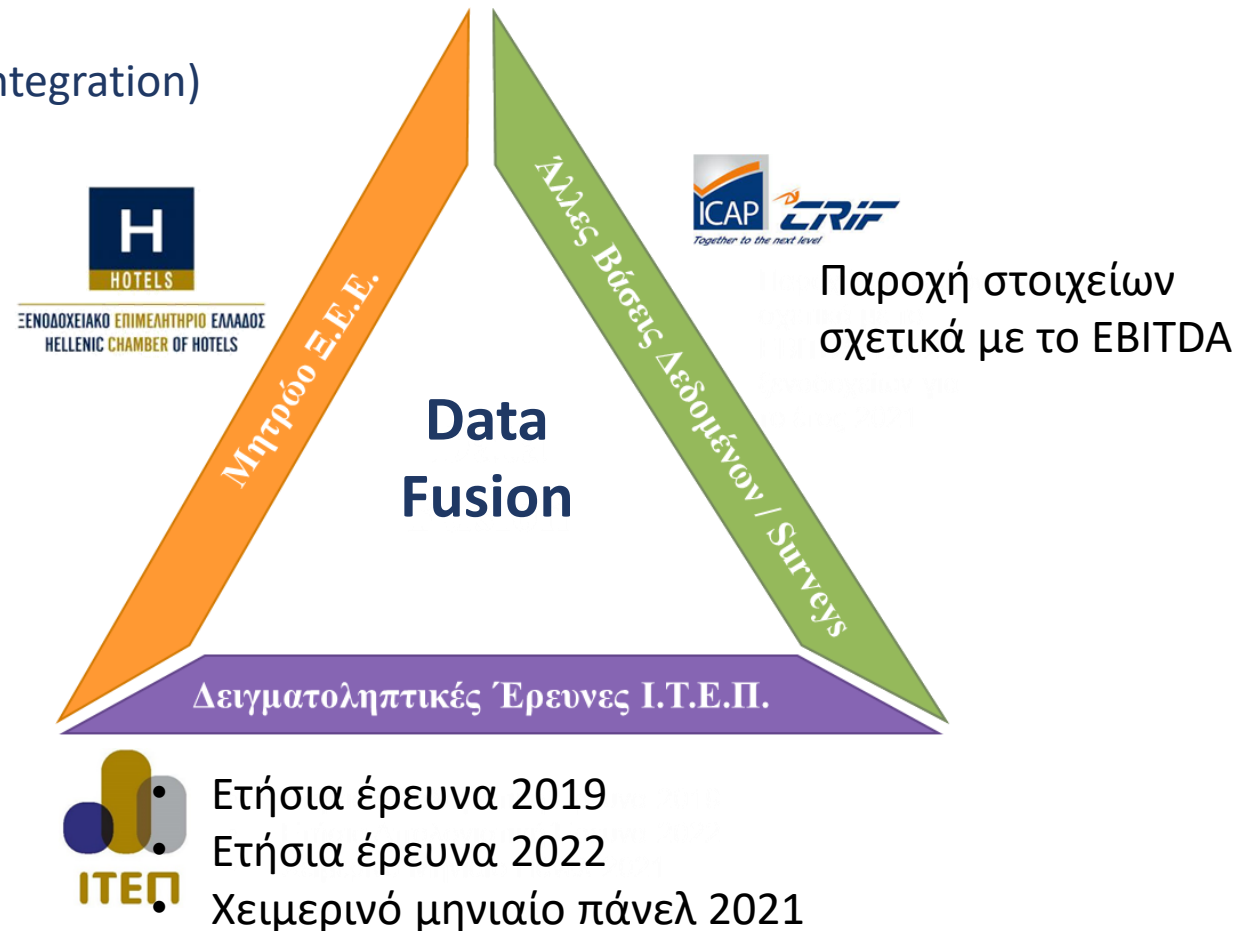 ntegration)
H
HOTELS
ΞΕΝΟΔΟΧΕΙΑΚΟ ΕΠΙΜΕΛΗΤΗΡΙΟ ΕΛΛΑΔΟΣ
HELLENIC CHAMBER OF HOTELS
Μητρώο Ξ.Ε.Ε.
Άλλες Βάσεις Δεδομένων / Surveys
ICAP CRIF
Together to the next level
Παροχή στοιχείων
σχετικά με το EBITDA
Data
Fusion
Δειγματοληπτικές Έρευνες Ι.Τ.Ε.Π.
ΙΤΕΠ
• Ετήσια έρευνα 2019
• Ετήσια έρευνα 2022
• Χειμερινό μηνιαίο πάνελ 2021